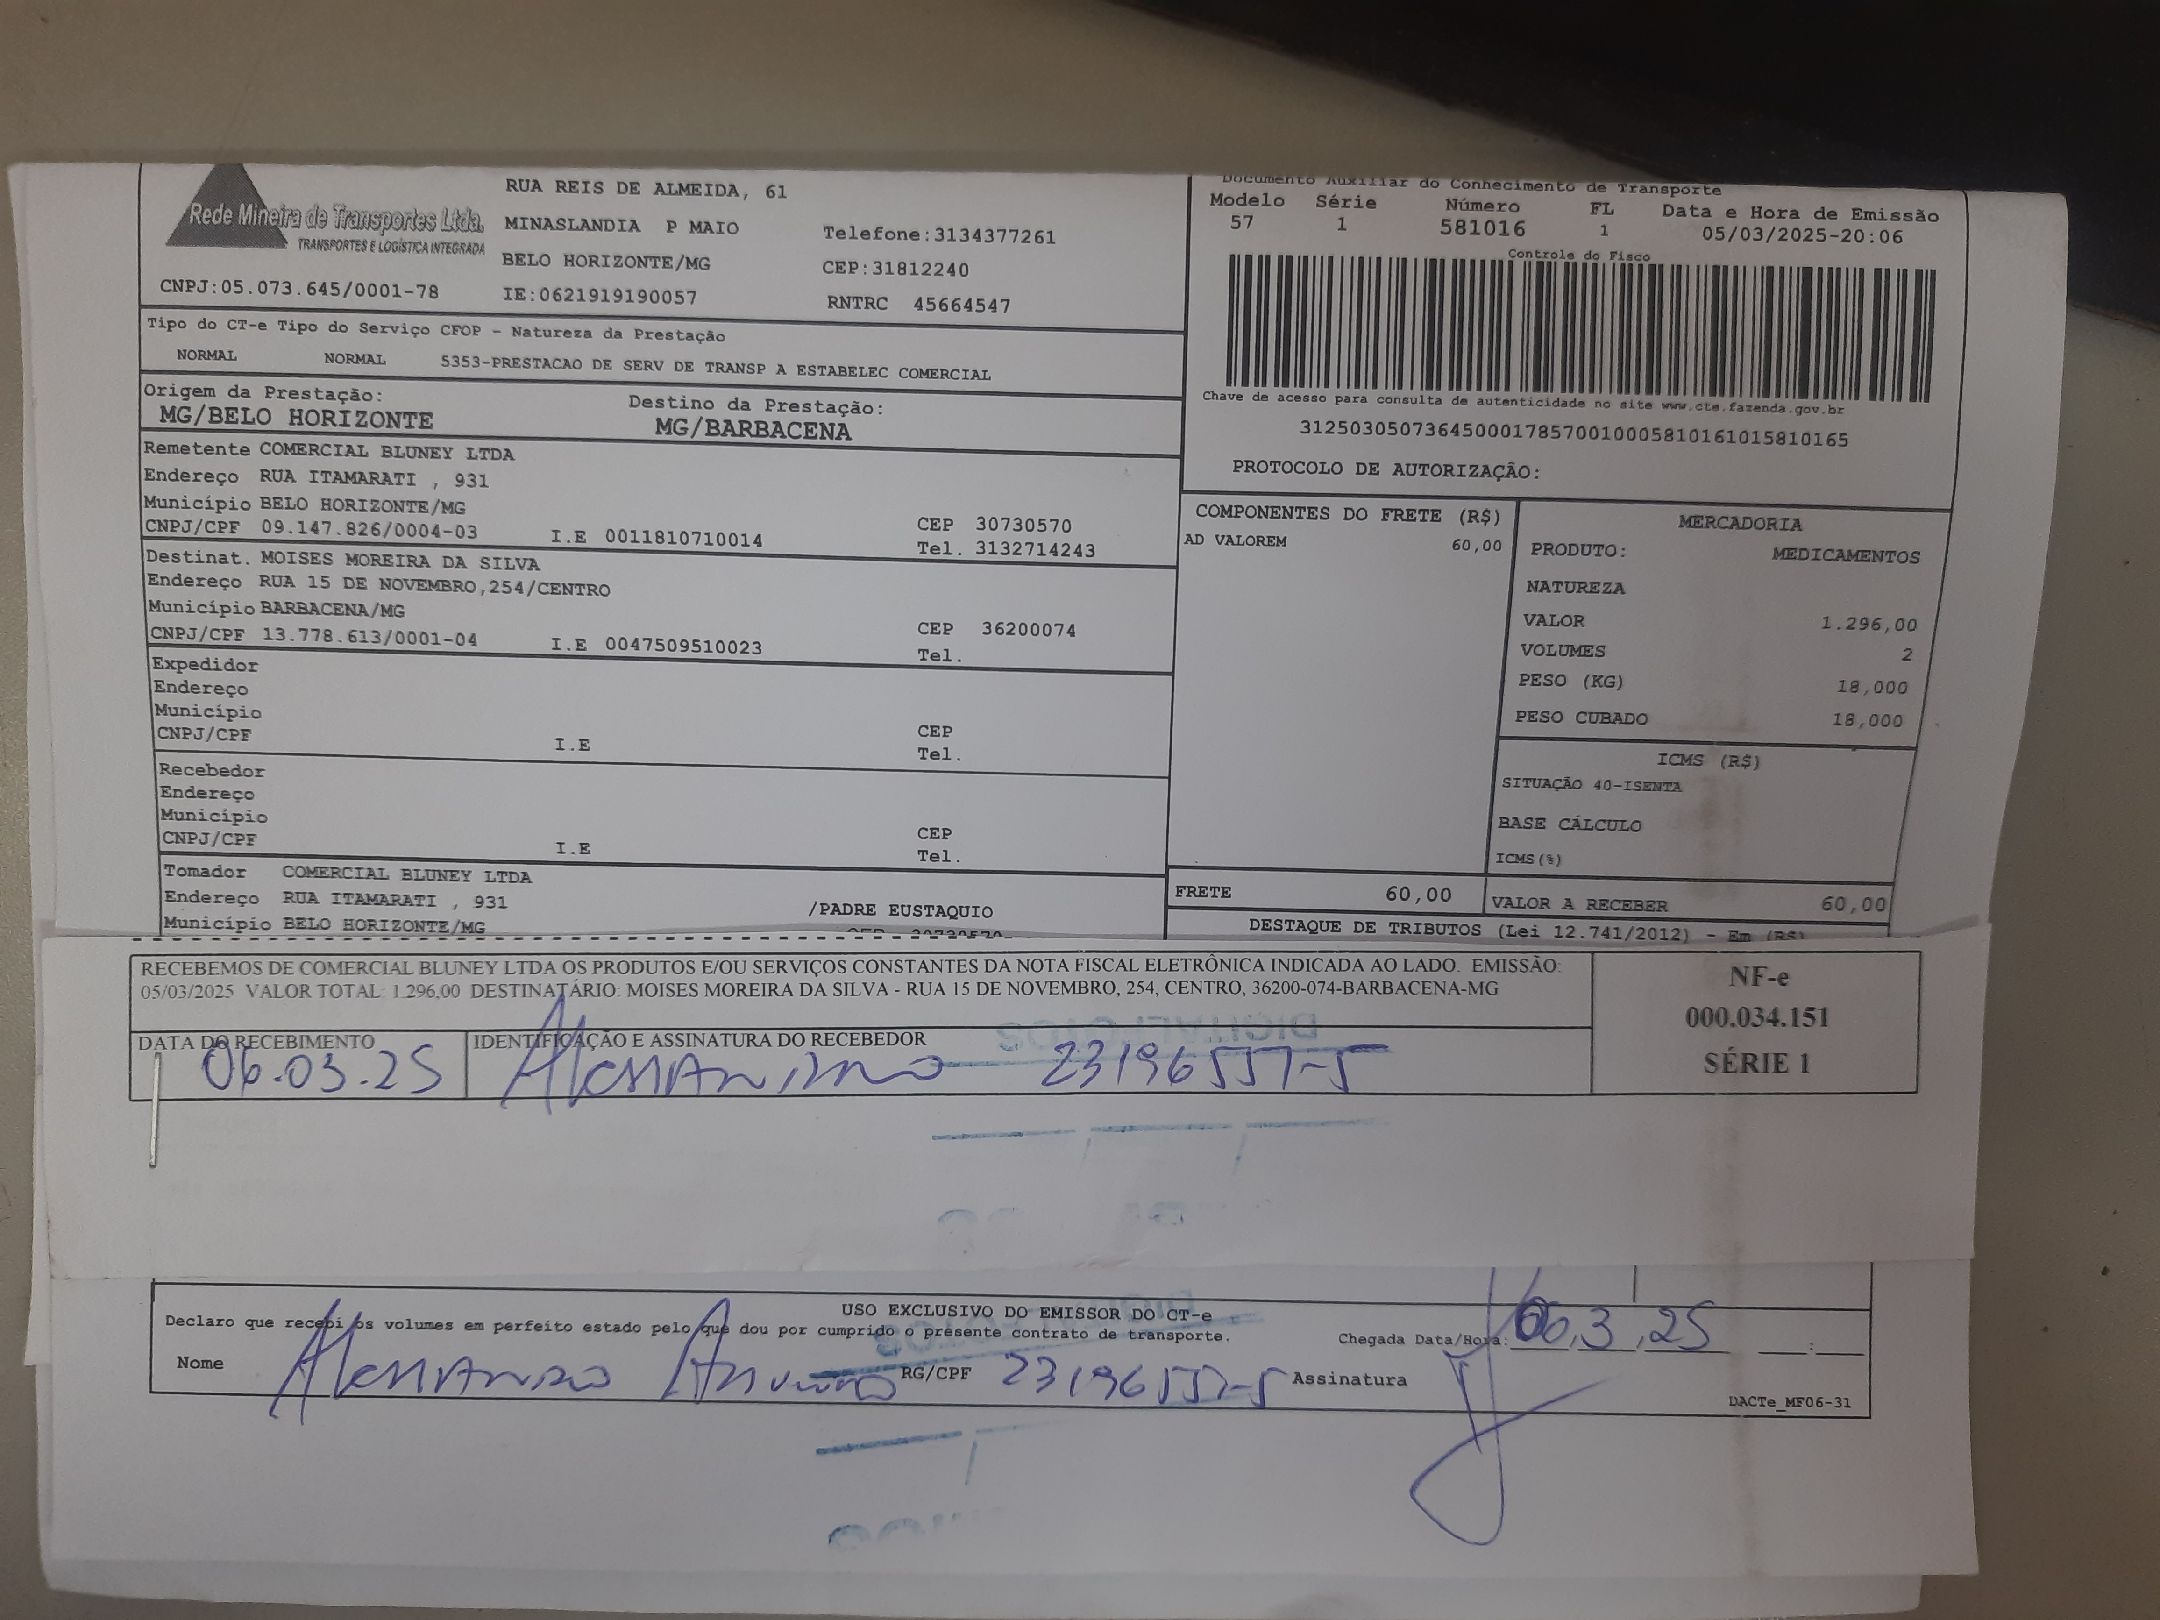 Rede Mineira de Transportes Ltda.
TRANSPORTES E LOGÍSTICA INTEGRADA
CNPJ:05.073.645/0001-78
RUA REIS DE ALMEIDA, 61
MINASLANDIA P MAIO
Telefone:3134377261
BELO HORIZONTE/MG
CEP:31812240
IE:0621919190057
RNTRC 45664547
Documento Auxiliar do Conhecimento de Transporte
Modelo Série Número FL Data e Hora de Emissão
57 1 581016 1 05/03/2025-20:06
Controle do Fisco
Chave de acesso para consulta de autenticidade no site www.cte.fazenda.gov.br
31250305073645000178570010005810161015810165
PROTOCOLO DE AUTORIZAÇÃO:
Tipo do CT-e Tipo do Serviço CFOP - Natureza da Prestação
NORMAL NORMAL 5353-PRESTACAO DE SERV DE TRANSP A ESTABELEC COMERCIAL
Origem da Prestação: Destino da Prestação:
MG/BELO HORIZONTE MG/BARBACENA
Remetente COMERCIAL BLUNEY LTDA
Endereço RUA ITAMARATI , 931
Município BELO HORIZONTE/MG CEP 30730570
CNPJ/CPF 09.147.826/0004-03 I.E 0011810710014 Tel. 3132714243
Destinat. MOISES MOREIRA DA SILVA
Endereço RUA 15 DE NOVEMBRO,254/CENTRO
Município BARBACENA/MG CEP 36200074
CNPJ/CPF 13.778.613/0001-04 I.E 0047509510023 Tel.
Expedidor
Endereço
Município CEP
CNPJ/CPF I.E Tel.
Recebedor
Endereço
Município CEP
CNPJ/CPF I.E Tel.
Tomador COMERCIAL BLUNEY LTDA
Endereço RUA ITAMARATI , 931 /PADRE EUSTAQUIO
Município BELO HORIZONTE/MG
COMPONENTES DO FRETE (R$)
AD VALOREM 60,00
MERCADORIA
PRODUTO: MEDICAMENTOS
NATUREZA
VALOR 1.296,00
VOLUMES 2
PESO (KG) 18,000
PESO CUBADO 18,000
ICMS (R$)
SITUAÇÃO 40-ISENTA
BASE CÁLCULO
ICMS(%)
FRETE 60,00 VALOR A RECEBER 60,00
DESTAQUE DE TRIBUTOS (Lei 12.741/2012) - Em (R$)
RECEBEMOS DE COMERCIAL BLUNEY LTDA OS PRODUTOS E/OU SERVIÇOS CONSTANTES DA NOTA FISCAL ELETRÔNICA INDICADA AO LADO. EMISSÃO:
05/03/2025 VALOR TOTAL: 1.296,00 DESTINATÁRIO: MOISES MOREIRA DA SILVA - RUA 15 DE NOVEMBRO, 254, CENTRO, 36200-074-BARBACENA-MG
NF-e
000.034.151
SÉRIE 1
DATA DO RECEBIMENTO IDENTIFICAÇÃO E ASSINATURA DO RECEBEDOR
06.03.25 23196557-5
USO EXCLUSIVO DO EMISSOR DO CT-e
Declaro que recebi os volumes em perfeito estado pelo que dou por cumprido o presente contrato de transporte. Chegada Data/Hora: 06,3,25
Nome RG/CPF 23196557-5 Assinatura
DACTe_MF06-31